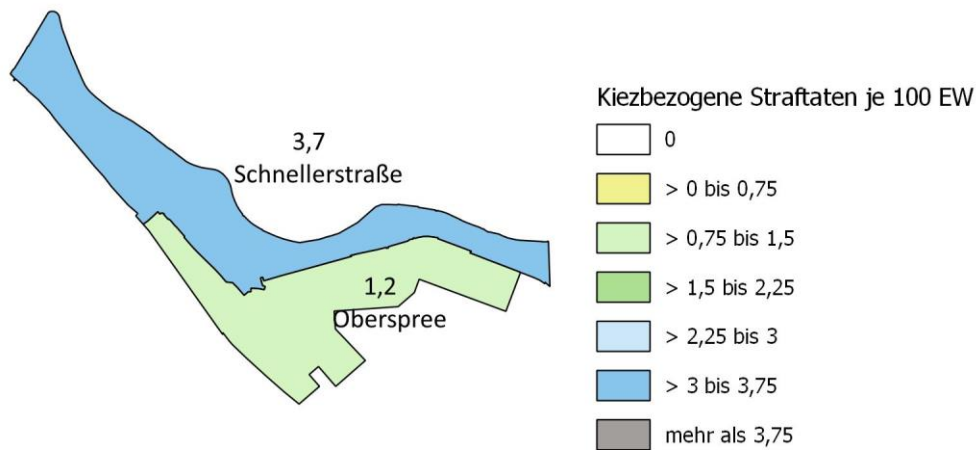 3,7
Schnellerstraße
1,2
Oberspree
Kiezbezogene Straftaten je 100 EW
0
> 0 bis 0,75
> 0,75 bis 1,5
> 1,5 bis 2,25
> 2,25 bis 3
> 3 bis 3,75
mehr als 3,75